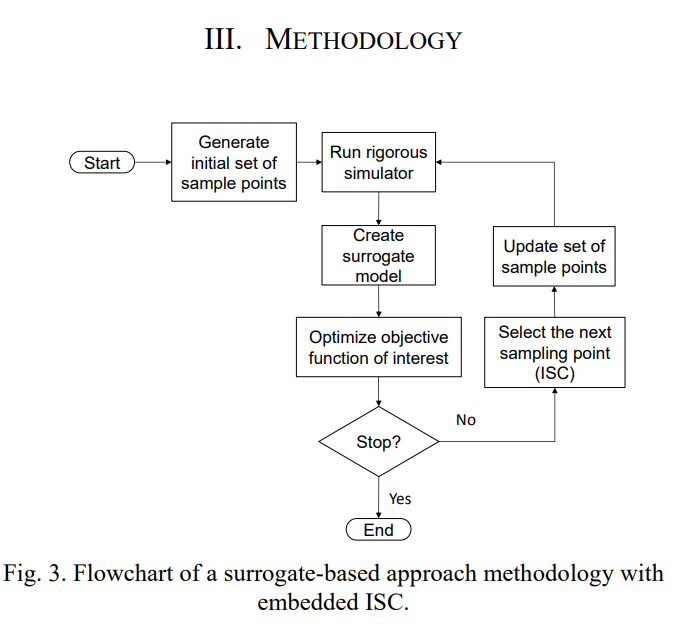 III. METHODOLOGY
Start
Generate
initial set of
sample points
Run rigorous
simulator
Create
surrogate
model
Update set of
sample points
Optimize objective
function of interest
Select the next
sampling point
(ISC)
No
Stop?
Yes
End
Fig. 3. Flowchart of a surrogate-based approach methodology with
embedded ISC.